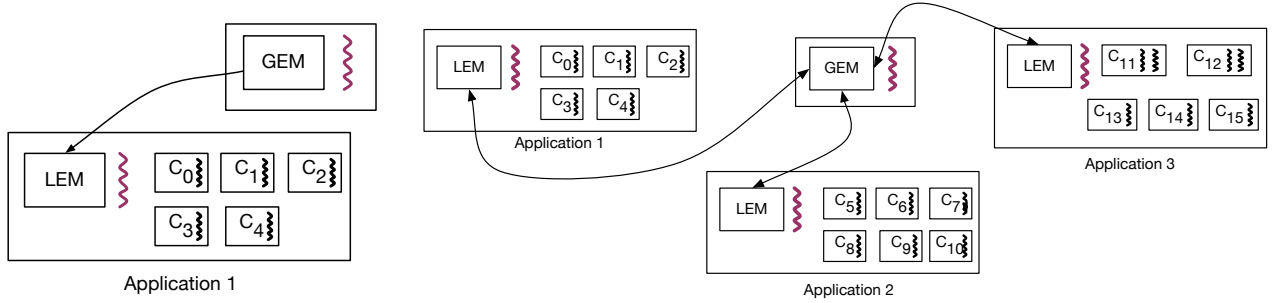 GEM
LEM
C0 C1 C2
C3 C4
Application 1
LEM
C0 C1 C2
C3 C4
Application 1
GEM
LEM
C5 C6 C7
C8 C9 C10
Application 2
LEM
C11 C12
C13 C14 C15
Application 3